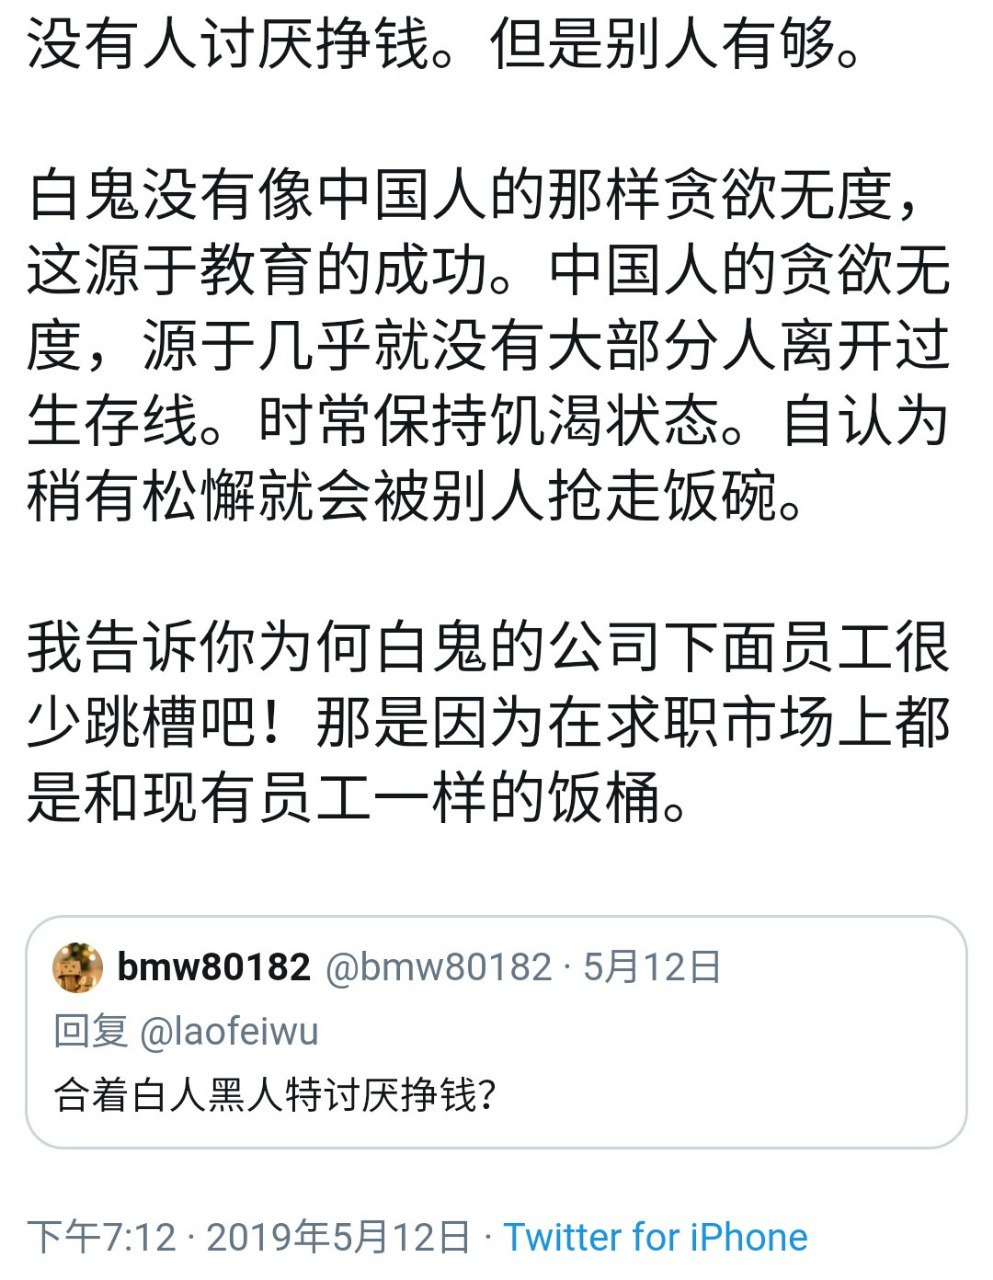 没有人讨厌挣钱。但是别人有够。
白鬼没有像中国人的那样贪欲无度，
这源于教育的成功。中国人的贪欲无
度，源于几乎就没有大部分人离开过
生存线。时常保持饥渴状态。自认为
稍有松懈就会被别人抢走饭碗。
我告诉你为何白鬼的公司下面员工很
少跳槽吧！那是因为在求职市场上都
是和现有员工一样的饭桶。
bmw80182 @bmw80182 · 5月12日
回复 @laofeiwu
合着白人黑人特讨厌挣钱？
下午7:12 · 2019年5月12日 · Twitter for iPhone